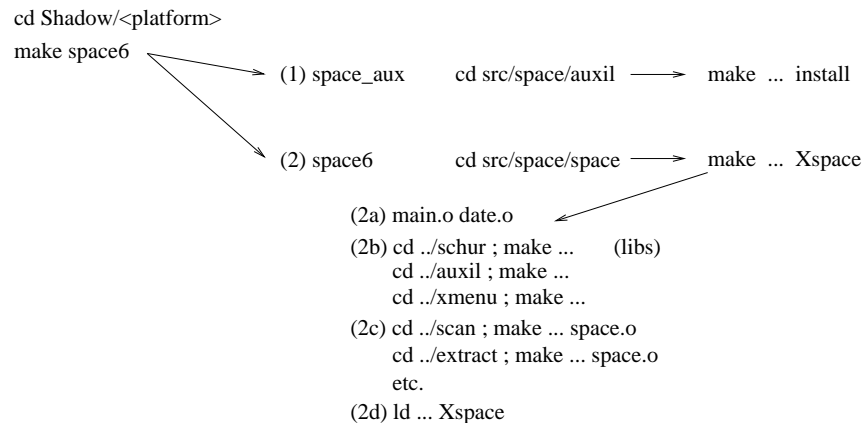 cd Shadow/<platform>
make space6
(1) space_aux cd src/space/auxil make ... install
(2) space6 cd src/space/space make ... Xspace
(2a) main.o date.o
(2b) cd ../schur ; make ... (libs)
cd ../auxil ; make ...
cd ../xmenu ; make ...
(2c) cd ../scan ; make ... space.o
cd ../extract ; make ... space.o
etc.
(2d) ld ... Xspace